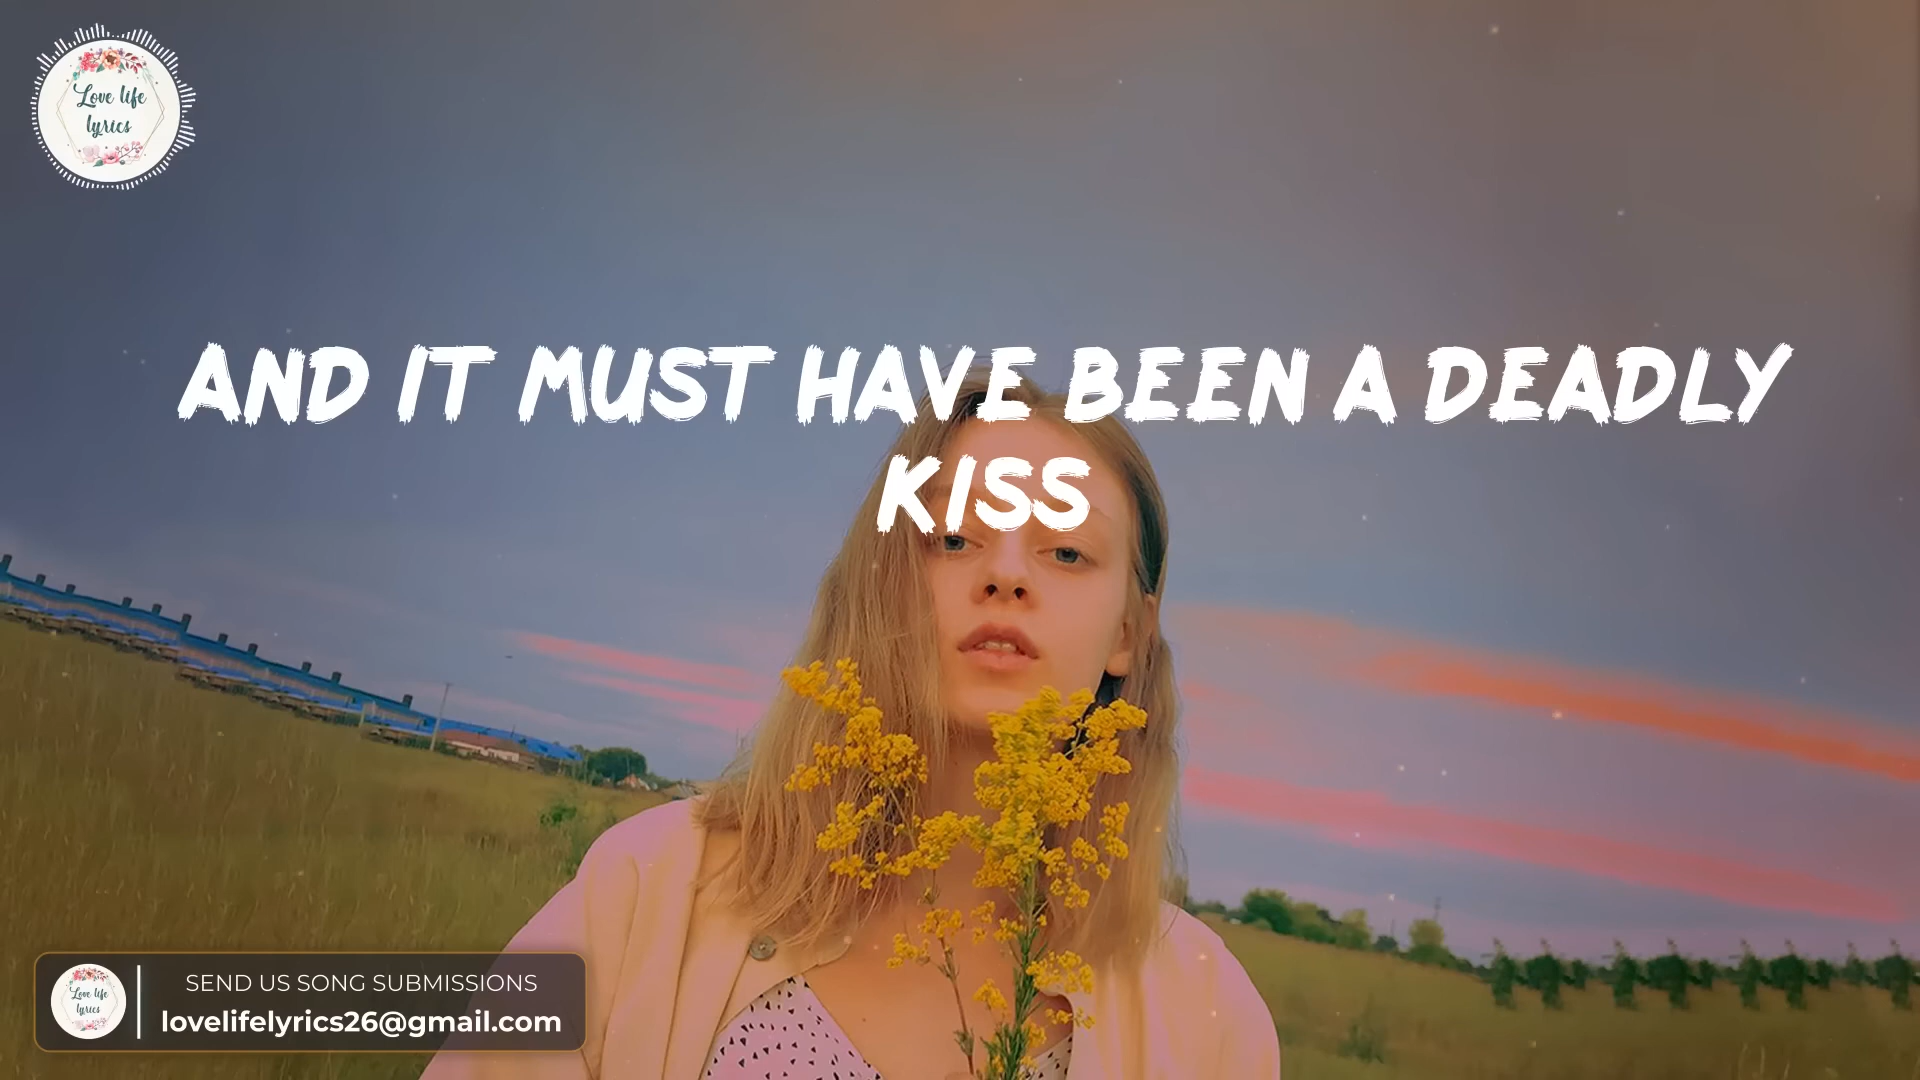 Love life
lyrics
AND IT MUST HAVE BEEN A DEADLY
KISS
Love life
lyrics
SEND US SONG SUBMISSIONS
lovelifelyrics26@gmail.com